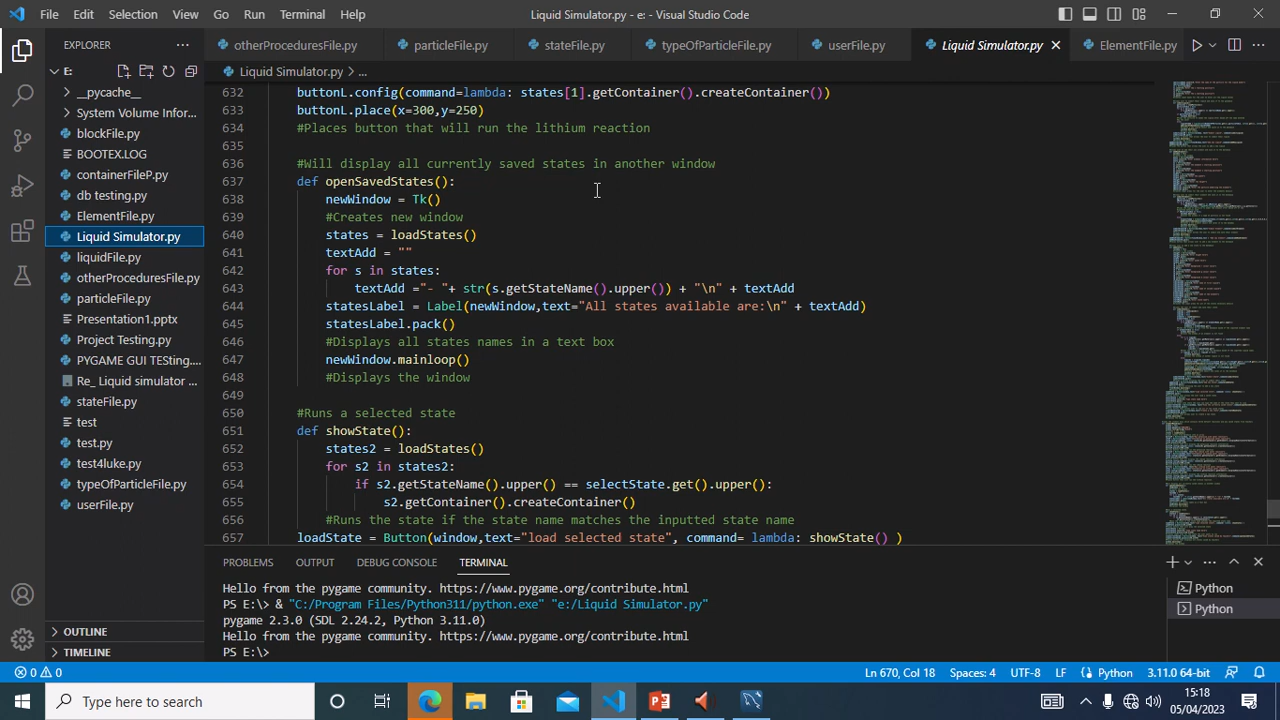 File Edit Selection View Go Run Terminal Help
Liquid Simulator.py - e: - Visual Studio Code
EXPLORER
otherProceduresFile.py particleFile.py stateFile.py typeOfParticleFile.py userFile.py Liquid Simulator.py ElementFile.py
E:
Liquid Simulator.py > ...
__pycache__
System Volume Infor...
blockFile.py
BOOTEX.LOG
containerFileP.py
ElementFile.py
Liquid Simulator.py
liquidFile.py
otherProceduresFile.py
particleFile.py
Presentation1.pptx
PYGAME GUI TESting....
Re_ Liquid simulator ...
stateFile.py
test
test.py
test4luke.py
typeOfParticleFile.py
userFile.py
OUTLINE
TIMELINE
632 buttonL.config(command=lambda: states[1].getContainer().createContainer())
633 buttonL.place(x=300,y=250)
634 #Places button that will run the lithium reaction
635
636 #Will display all currently saved states in another window
637 def openSavedStates():
638 newWindow = Tk()
639 #Creates new window
640 states = loadStates()
641 textAdd = ""
642 for s in states:
643 textAdd ="- "+ str(s.getStateName().upper()) + "\n" + textAdd
644 statesLabel = Label(newWindow,text="All states available are:\n"+ textAdd)
645 statesLabel.pack()
646 #Displays all states names in a text box
647 newWindow.mainloop()
648 #Displays the window
649
650 #Runs a selected state
651 def showState():
652 states2 = loadStates()
653 for s2 in states2:
654 if s2.getStateName().upper() == selectState.get().upper():
655 s2.getContainer().createContainer()
656 #Runs the state if the state name matches the inputted state name
657 loadState = Button(window,text="load selected state", command= lambda: showState() )
PROBLEMS OUTPUT DEBUG CONSOLE TERMINAL
Hello from the pygame community. https://www.pygame.org/contribute.html
PS E:\> & "C:/Program Files/Python311/python.exe" "e:/Liquid Simulator.py"
pygame 2.3.0 (SDL 2.24.2, Python 3.11.0)
Hello from the pygame community. https://www.pygame.org/contribute.html
PS E:\>
Python
Python
0 0
Ln 670, Col 18 Spaces: 4 UTF-8 LF Python 3.11.0 64-bit
Type here to search
15:18
05/04/2023